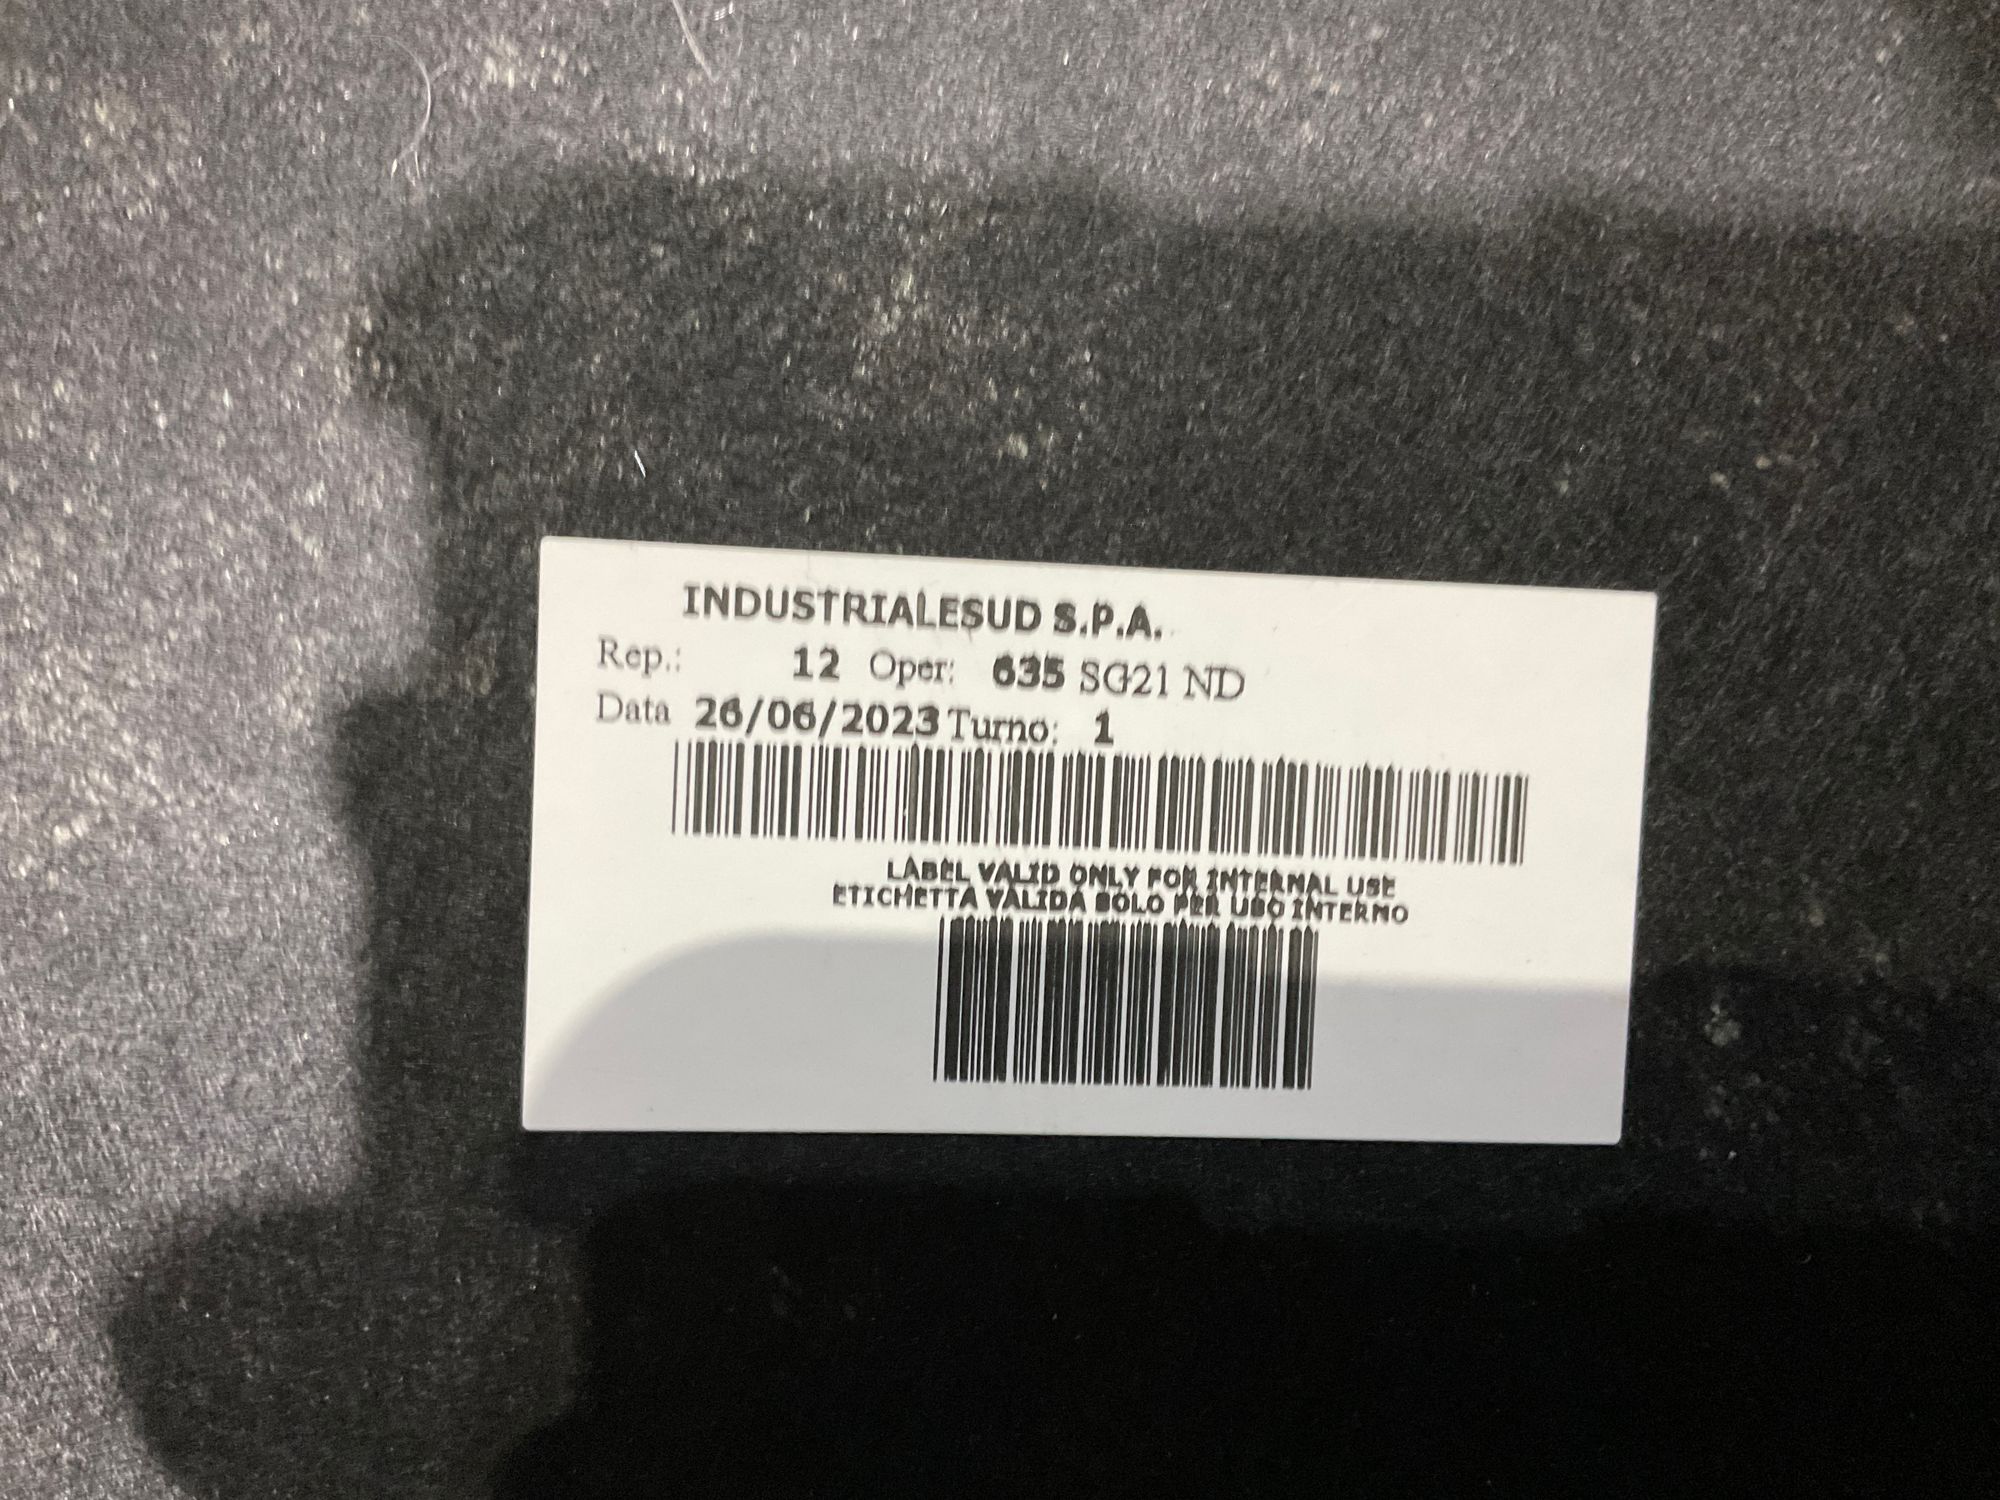 INDUSTRIALESUD S.P.A.
Rep.: 12 Oper: 635 SG21 ND
Data 26/06/2023 Turno: 1
LABEL VALID ONLY FOR INTERNAL USE
ETICHETTA VALIDA SOLO PER USO INTERNO